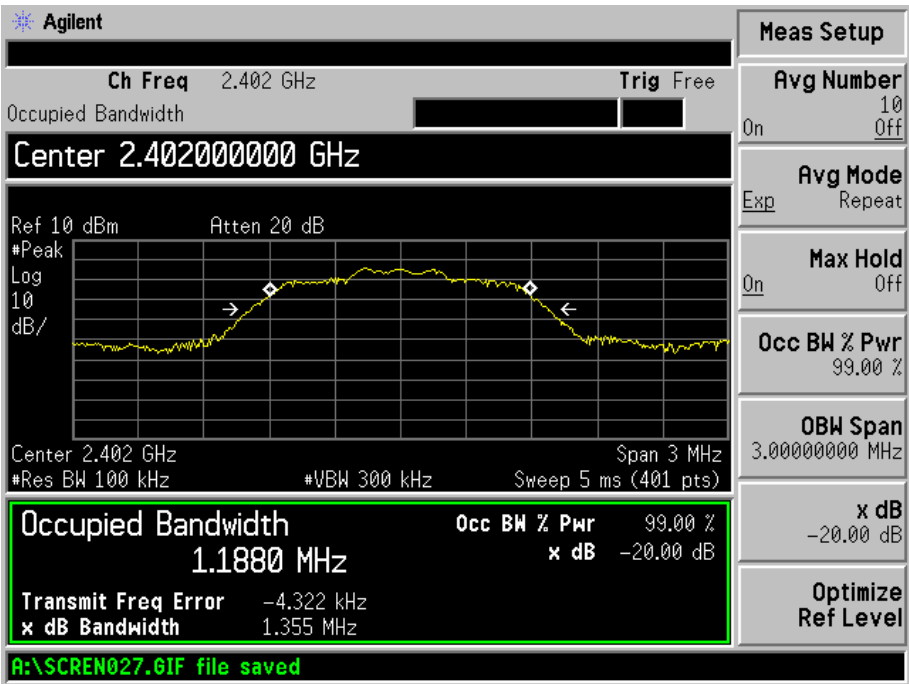 Agilent
Ch Freq 2.402 GHz Trig Free
Occupied Bandwidth
Center 2.402000000 GHz
Ref 10 dBm Atten 20 dB
#Peak
Log
10
dB/
Center 2.402 GHz Span 3 MHz
#Res BW 100 kHz #VBW 300 kHz Sweep 5 ms (401 pts)
Occupied Bandwidth Occ BW % Pwr 99.00 %
1.1880 MHz x dB -20.00 dB
Transmit Freq Error -4.322 kHz
x dB Bandwidth 1.355 MHz
A:\SCREN027.GIF file saved
Meas Setup
Avg Number
10
On Off
Avg Mode
Exp Repeat
Max Hold
On Off
Occ BW % Pwr
99.00 %
OBW Span
3.00000000 MHz
x dB
-20.00 dB
Optimize
Ref Level